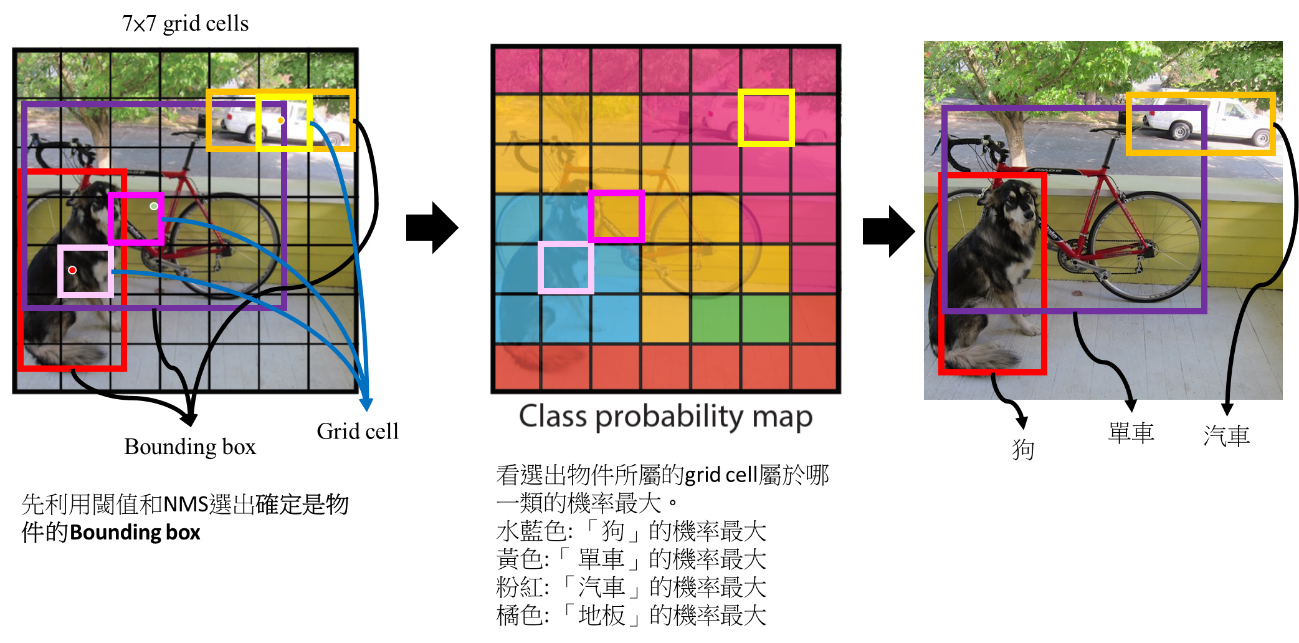 7×7 grid cells
Bounding box
Grid cell
先利用閾值和NMS選出確定是物
件的Bounding box
Class probability map
看選出物件所屬的grid cell屬於哪
一類的機率最大。
水藍色:「狗」的機率最大
黃色:「 單車」的機率最大
粉紅:「汽車」的機率最大
橘色:「地板」的機率最大
狗
單車
汽車